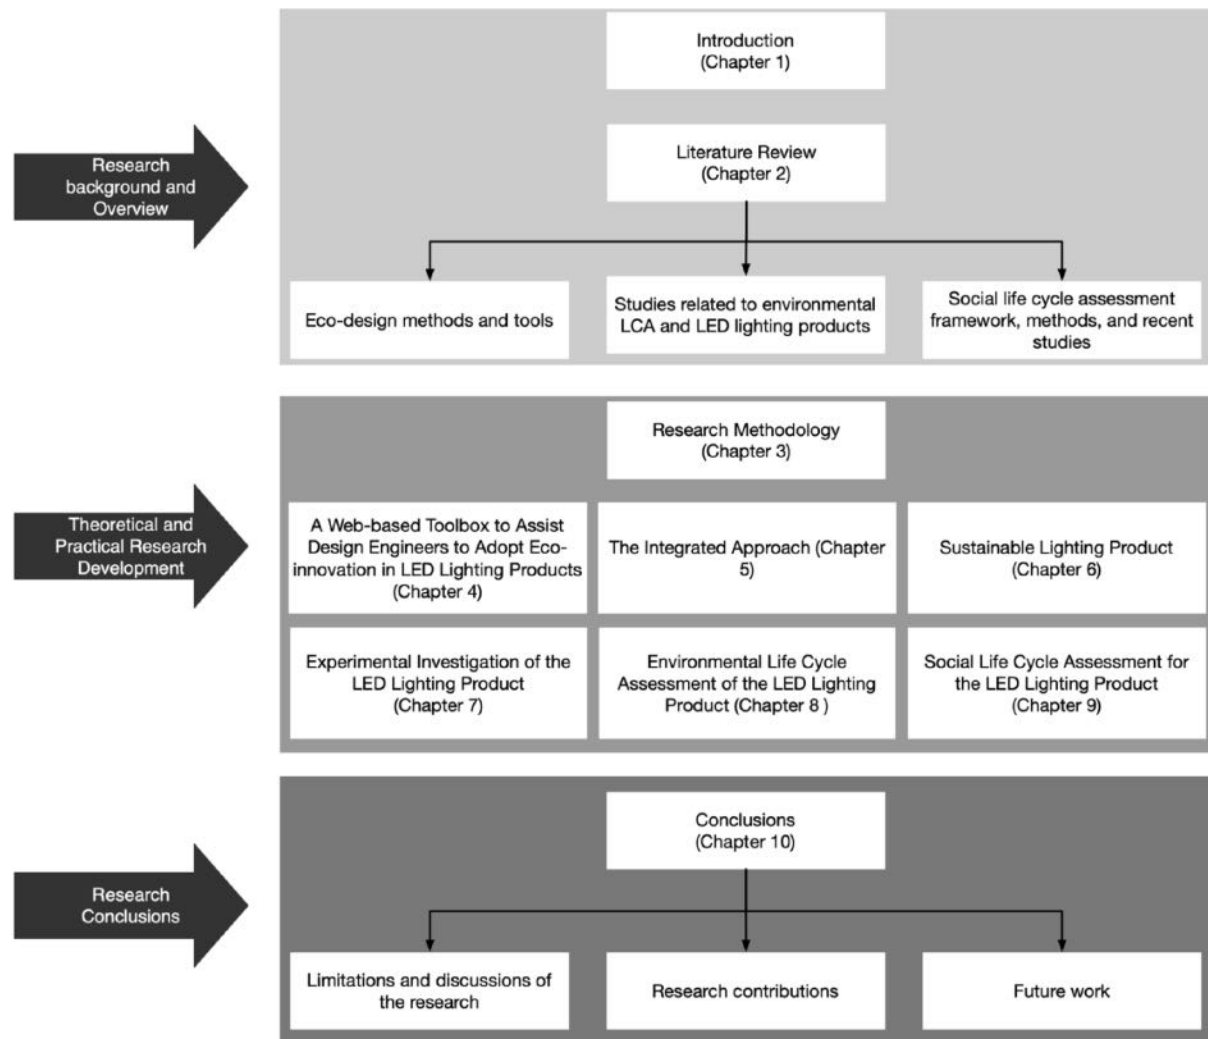 Introduction
(Chapter 1)
Research
background and
Overview
Literature Review
(Chapter 2)
Eco-design methods and tools
Studies related to environmental
LCA and LED lighting products
Social life cycle assessment
framework, methods, and recent
studies
Research Methodology
(Chapter 3)
Theoretical and
Practical Research
Development
A Web-based Toolbox to Assist
Design Engineers to Adopt Eco-
innovation in LED Lighting Products
(Chapter 4)
The Integrated Approach (Chapter
5)
Sustainable Lighting Product
(Chapter 6)
Experimental Investigation of the
LED Lighting Product
(Chapter 7)
Environmental Life Cycle
Assessment of the LED Lighting
Product (Chapter 8 )
Social Life Cycle Assessment for
the LED Lighting Product
(Chapter 9)
Conclusions
(Chapter 10)
Research
Conclusions
Limitations and discussions of
the research
Research contributions
Future work